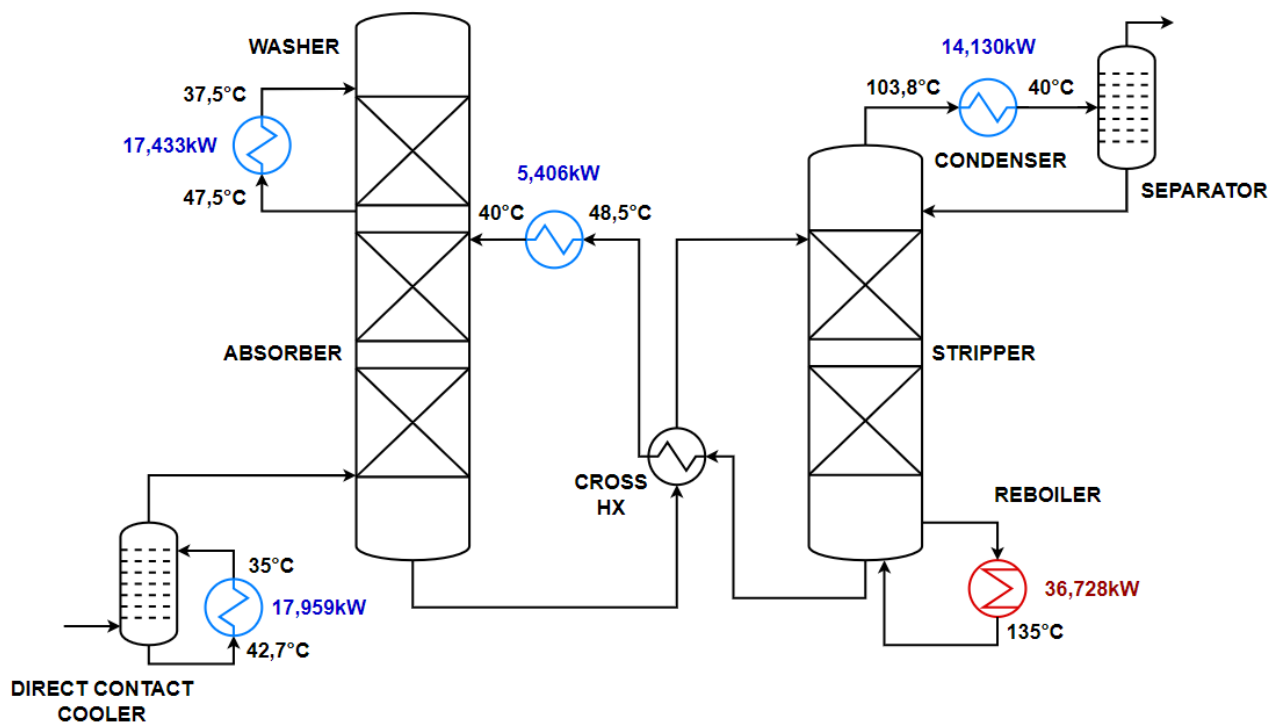 WASHER
14,130kW
37,5°C
103,8°C
40°C
17,433kW
CONDENSER
5,406kW
SEPARATOR
47,5°C
40°C
48,5°C
ABSORBER
STRIPPER
CROSS
HX
REBOILER
35°C
17,959kW
36,728kW
42,7°C
135°C
DIRECT CONTACT
COOLER